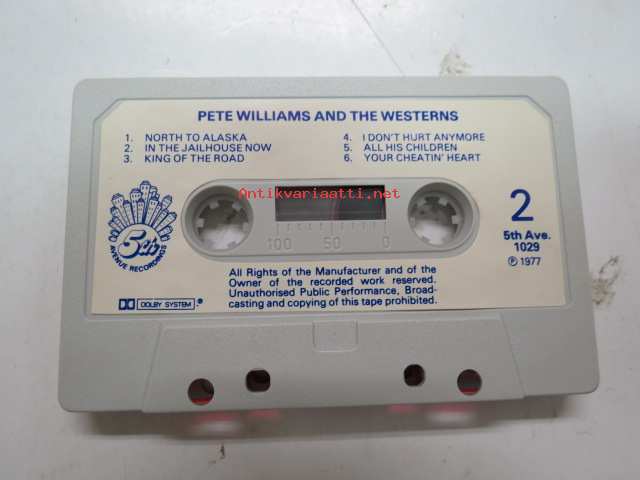 PETE WILLIAMS AND THE WESTERNS
1. NORTH TO ALASKA
2. IN THE JAILHOUSE NOW
3. KING OF THE ROAD
4. I DON'T HURT ANYMORE
5. ALL HIS CHILDREN
6. YOUR CHEATIN' HEART
Antikvariaatti.net
5th
AVENUE RECORDINGS
100 50 0
2
5th Ave.
1029
℗ 1977
All Rights of the Manufacturer and of the
Owner of the recorded work reserved.
Unauthorised Public Performance, Broad-
casting and copying of this tape prohibited.
DOLBY SYSTEM